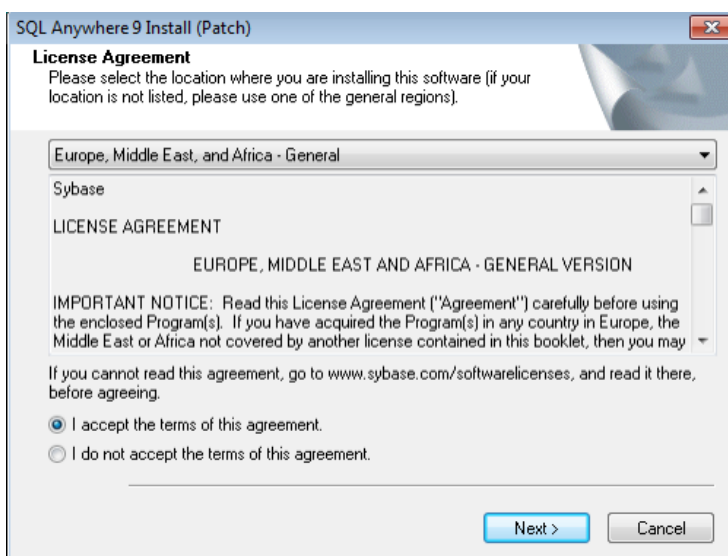 SQL Anywhere 9 Install (Patch)
License Agreement
Please select the location where you are installing this software (if your
location is not listed, please use one of the general regions).
Europe, Middle East, and Africa - General
Sybase
LICENSE AGREEMENT
EUROPE, MIDDLE EAST AND AFRICA - GENERAL VERSION
IMPORTANT NOTICE: Read this License Agreement ("Agreement") carefully before using
the enclosed Program(s). If you have acquired the Program(s) in any country in Europe, the
Middle East or Africa not covered by another license contained in this booklet, then you may
If you cannot read this agreement, go to www.sybase.com/softwarelicenses, and read it there,
before agreeing.
I accept the terms of this agreement.
I do not accept the terms of this agreement.
Next >
Cancel